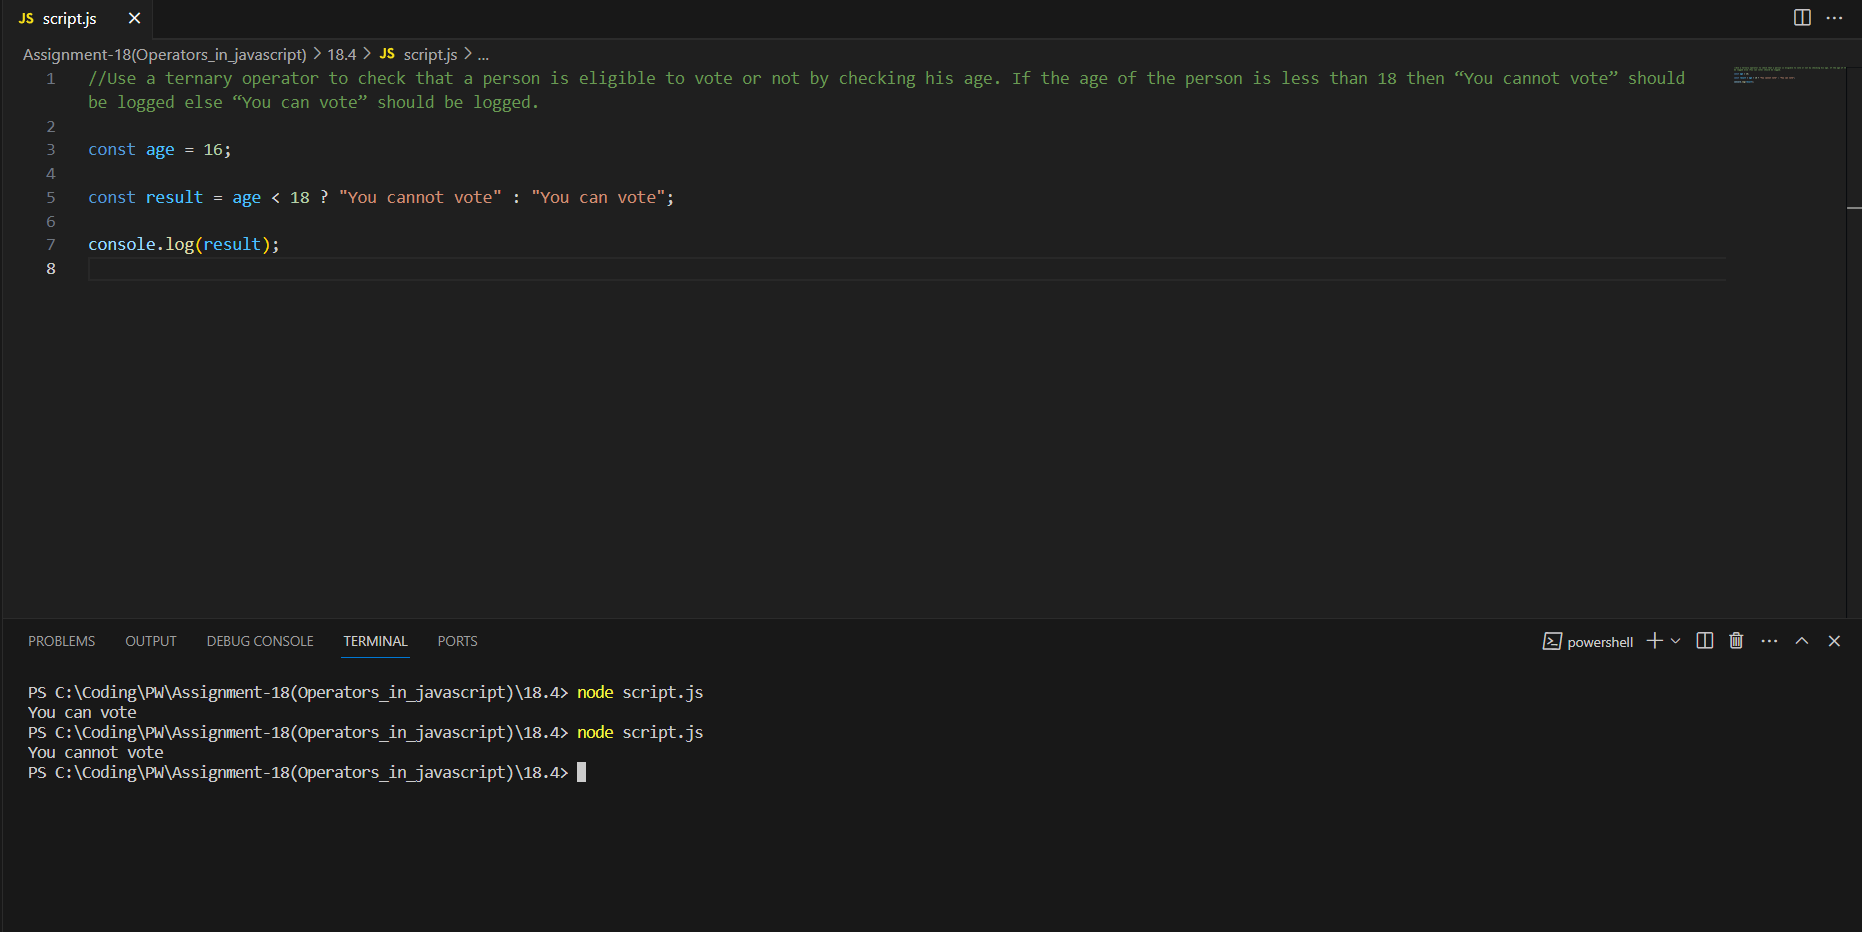 JS script.js
Assignment-18(Operators_in_javascript) > 18.4 > JS script.js > ...
1 //Use a ternary operator to check that a person is eligible to vote or not by checking his age. If the age of the person is less than 18 then “You cannot vote” should
be logged else “You can vote” should be logged.
2
3 const age = 16;
4
5 const result = age < 18 ? "You cannot vote" : "You can vote";
6
7 console.log(result);
8
PROBLEMS OUTPUT DEBUG CONSOLE TERMINAL PORTS powershell
PS C:\Coding\PW\Assignment-18(Operators_in_javascript)\18.4> node script.js
You can vote
PS C:\Coding\PW\Assignment-18(Operators_in_javascript)\18.4> node script.js
You cannot vote
PS C:\Coding\PW\Assignment-18(Operators_in_javascript)\18.4>